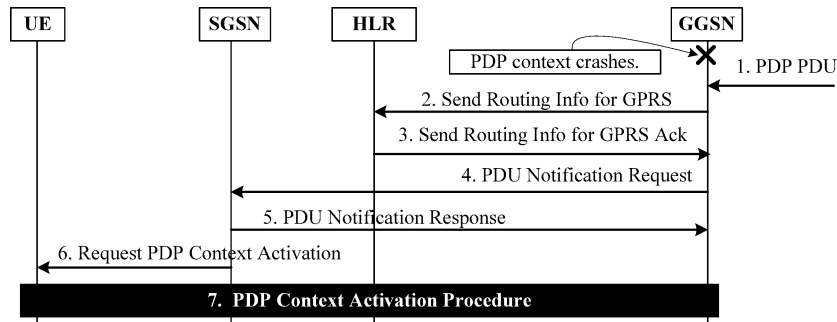 UE
SGSN
HLR
GGSN
PDP context crashes.
1. PDP PDU
2. Send Routing Info for GPRS
3. Send Routing Info for GPRS Ack
4. PDU Notification Request
5. PDU Notification Response
6. Request PDP Context Activation
7. PDP Context Activation Procedure